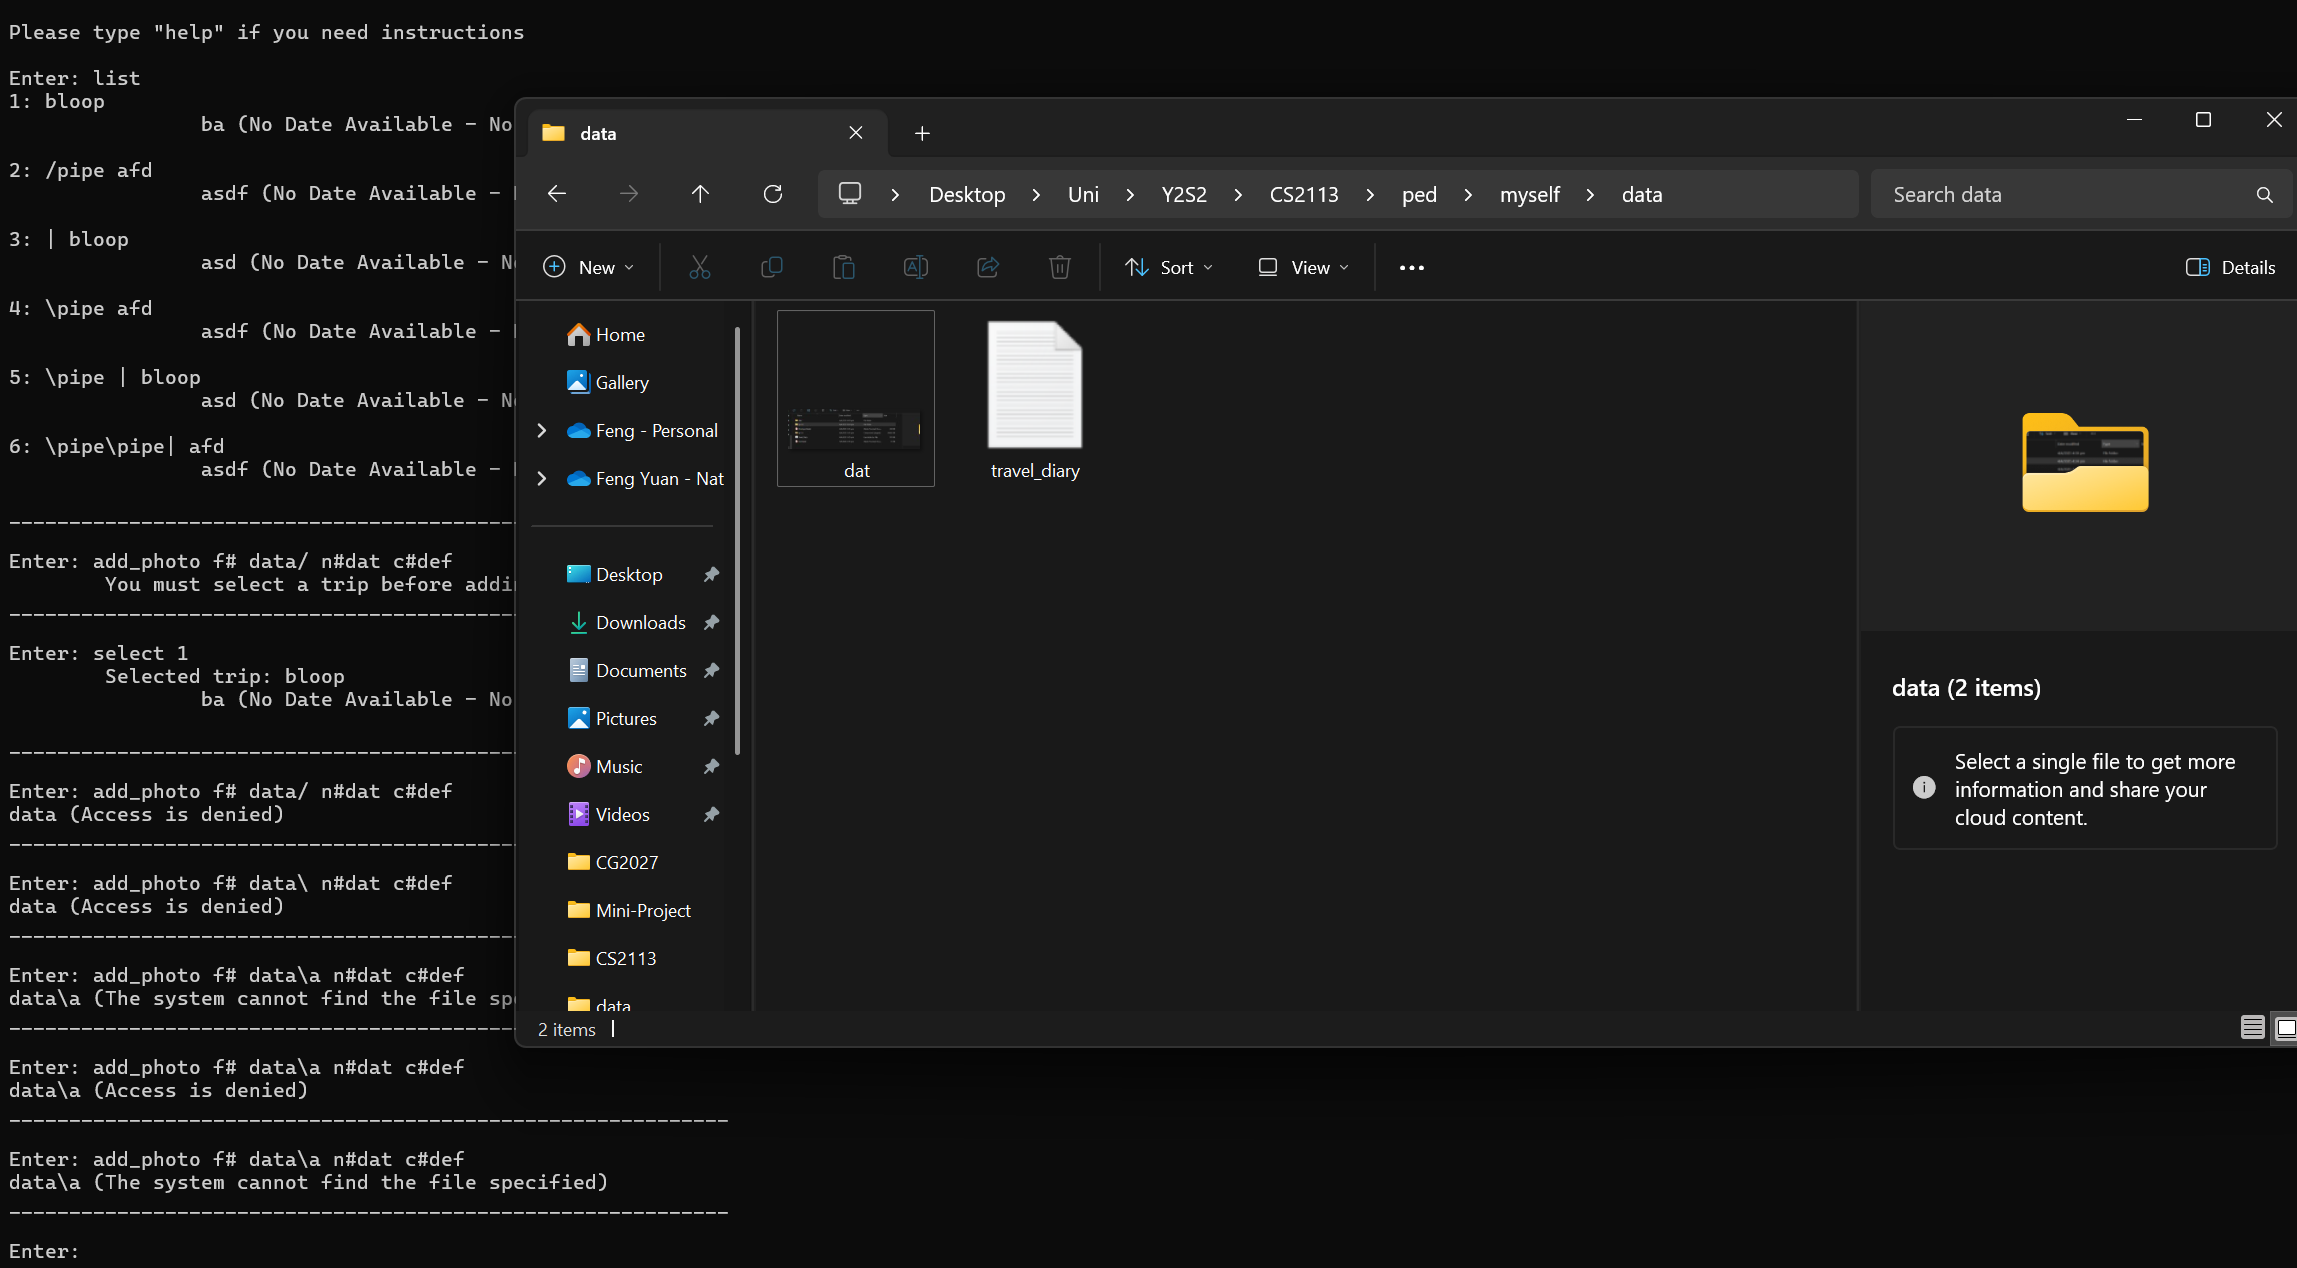 Please type "help" if you need instructions
Enter: list
1: bloop
ba (No Date Available - No
2: /pipe afd
asdf (No Date Available -
3: | bloop
asd (No Date Available - N
4: \pipe afd
asdf (No Date Available -
5: \pipe | bloop
asd (No Date Available - N
6: \pipe\pipe| afd
asdf (No Date Available -
------------------------------------------
Enter: add_photo f# data/ n#dat c#def
You must select a trip before addi
------------------------------------------
Enter: select 1
Selected trip: bloop
ba (No Date Available - No
------------------------------------------
Enter: add_photo f# data/ n#dat c#def
data (Access is denied)
------------------------------------------
Enter: add_photo f# data\ n#dat c#def
data (Access is denied)
------------------------------------------
Enter: add_photo f# data\a n#dat c#def
data\a (The system cannot find the file sp
------------------------------------------
Enter: add_photo f# data\a n#dat c#def
data\a (Access is denied)
------------------------------------------------------------
Enter: add_photo f# data\a n#dat c#def
data\a (The system cannot find the file specified)
------------------------------------------------------------
Enter:
data
Desktop > Uni > Y2S2 > CS2113 > ped > myself > data
Search data
New
Sort
View
Details
Home
Gallery
Feng - Personal
Feng Yuan - Nat
Desktop
Downloads
Documents
Pictures
Music
Videos
CG2027
Mini-Project
CS2113
data
dat
travel_diary
data (2 items)
Select a single file to get more
information and share your
cloud content.
2 items